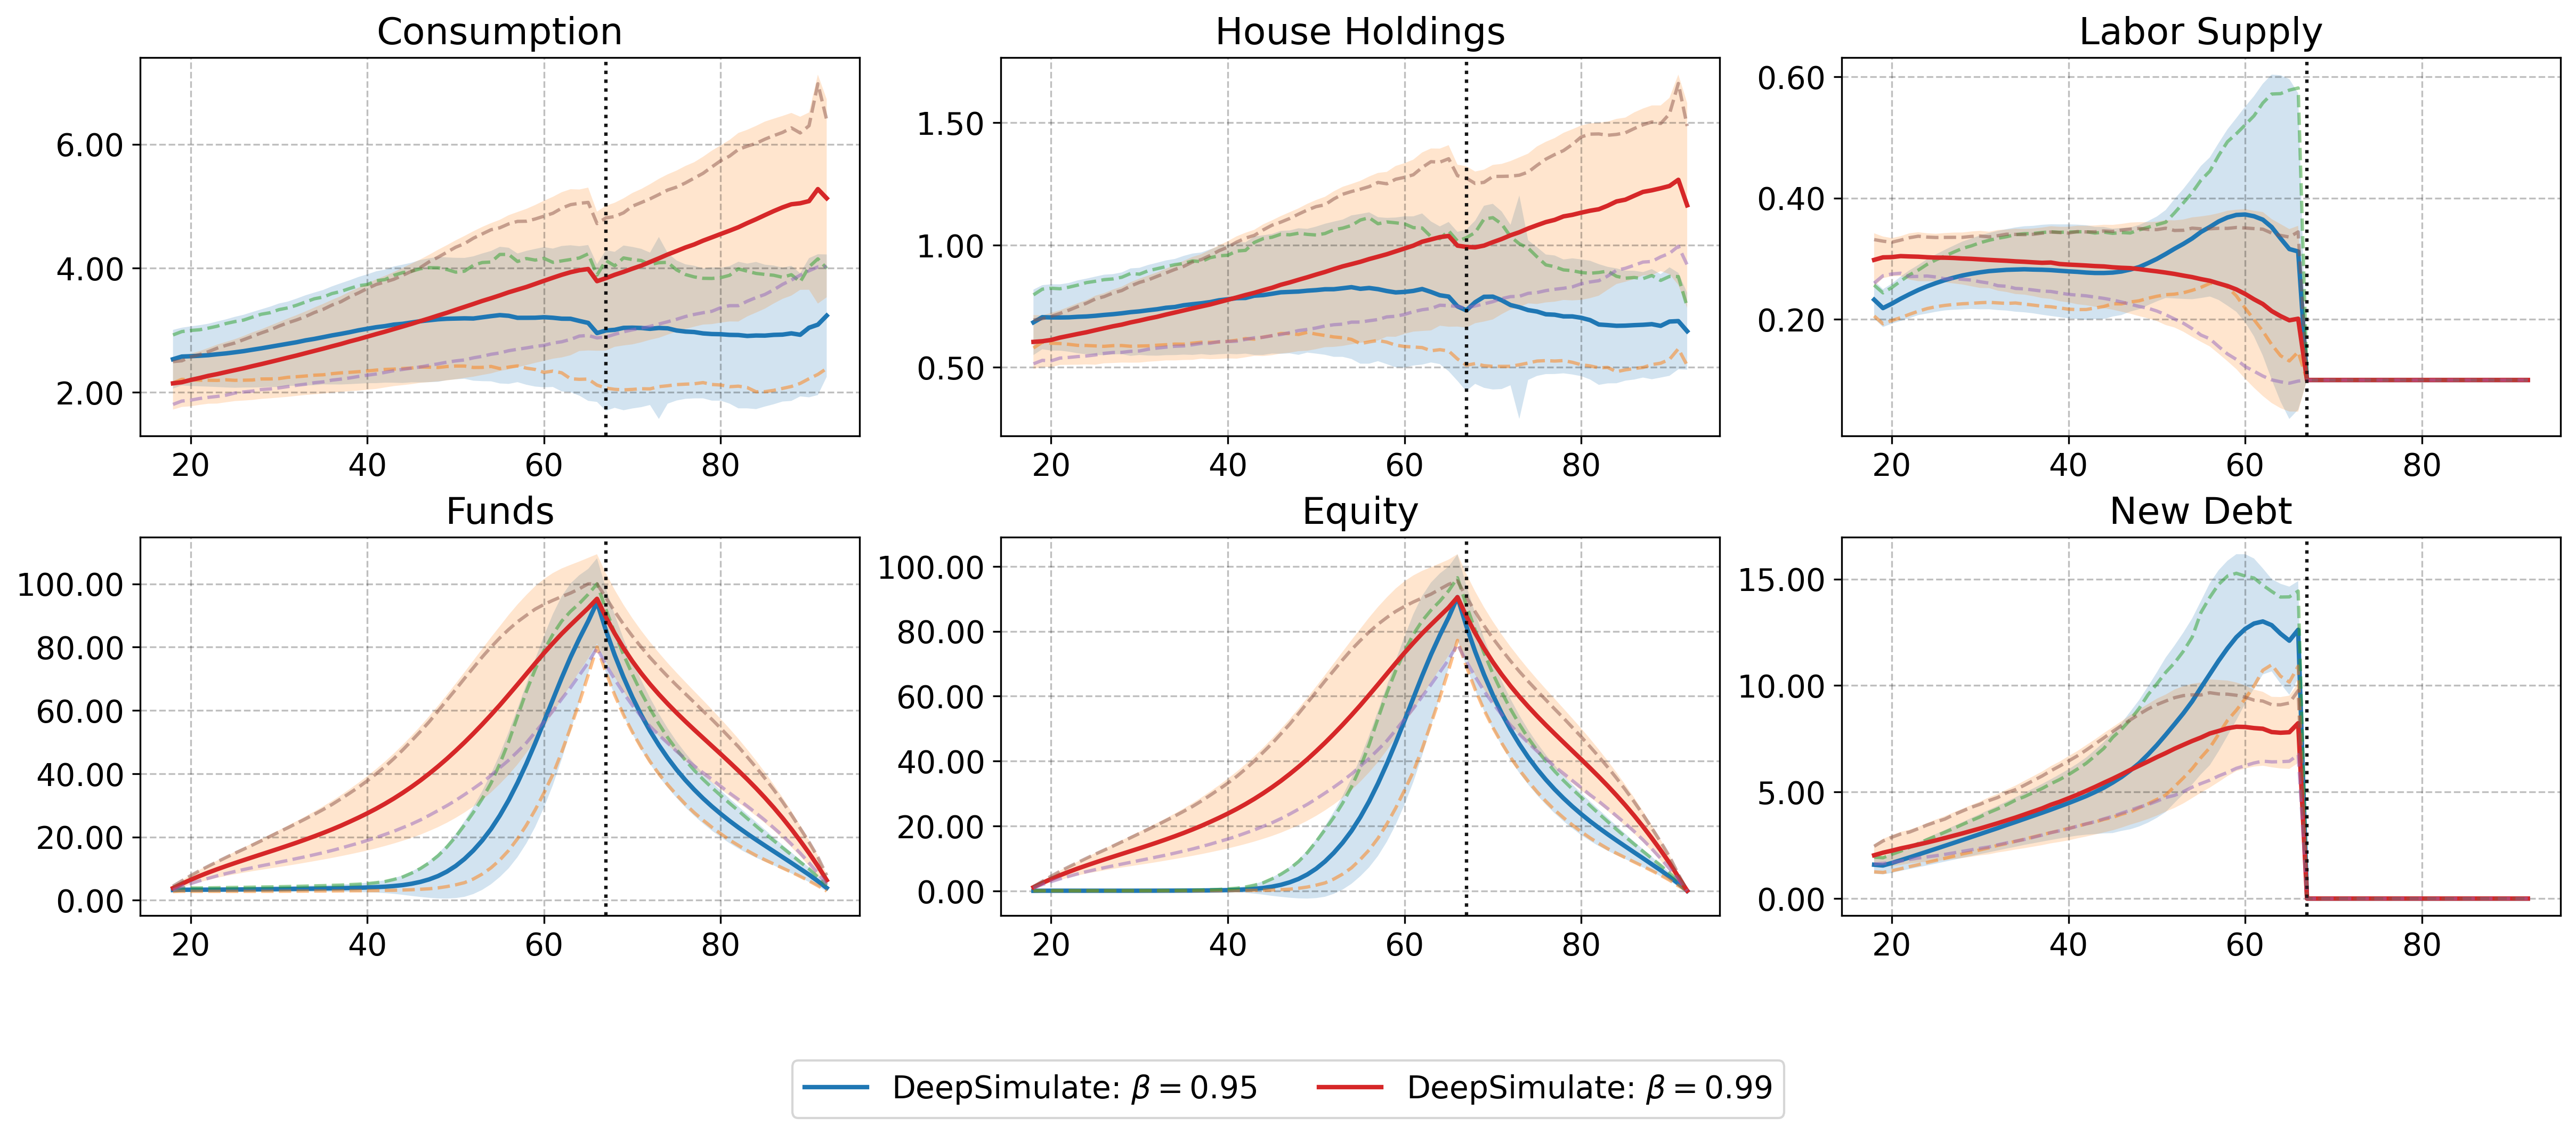 Consumption
House Holdings
Labor Supply
6.00
4.00
2.00
20 40 60 80
1.50
1.00
0.50
20 40 60 80
0.60
0.40
0.20
20 40 60 80
Funds
Equity
New Debt
100.00
80.00
60.00
40.00
20.00
0.00
20 40 60 80
100.00
80.00
60.00
40.00
20.00
0.00
20 40 60 80
15.00
10.00
5.00
0.00
20 40 60 80
DeepSimulate: β = 0.95
DeepSimulate: β = 0.99